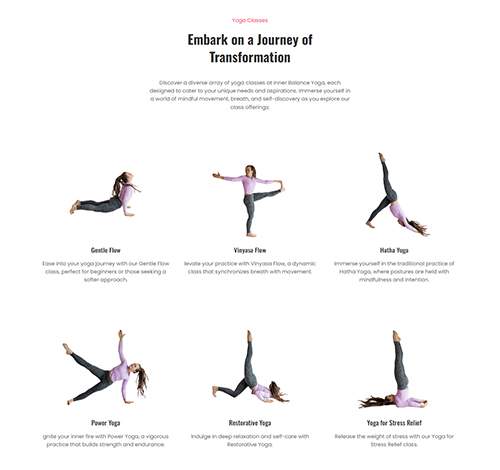 Yoga Classes
Embark on a Journey of
Transformation
Discover a diverse array of yoga classes at Inner Balance Yoga, each
designed to cater to your unique needs and aspirations. Immerse yourself in
a world of mindful movement, breath, and self-discovery as you explore our
class offerings:
Gentle Flow
Vinyasa Flow
Hatha Yoga
Ease into your yoga journey with our Gentle Flow
class, perfect for beginners or those seeking a
softer approach.
levate your practice with Vinyasa Flow, a dynamic
class that synchronizes breath with movement.
Immerse yourself in the traditional practice of
Hatha Yoga, where postures are held with
mindfulness and intention.
Power Yoga
Restorative Yoga
Yoga for Stress Relief
ignite your inner fire with Power Yoga, a vigorous
practice that builds strength and endurance.
Indulge in deep relaxation and self-care with
Restorative Yoga.
Release the weight of stress with our Yoga for
Stress Relief class.